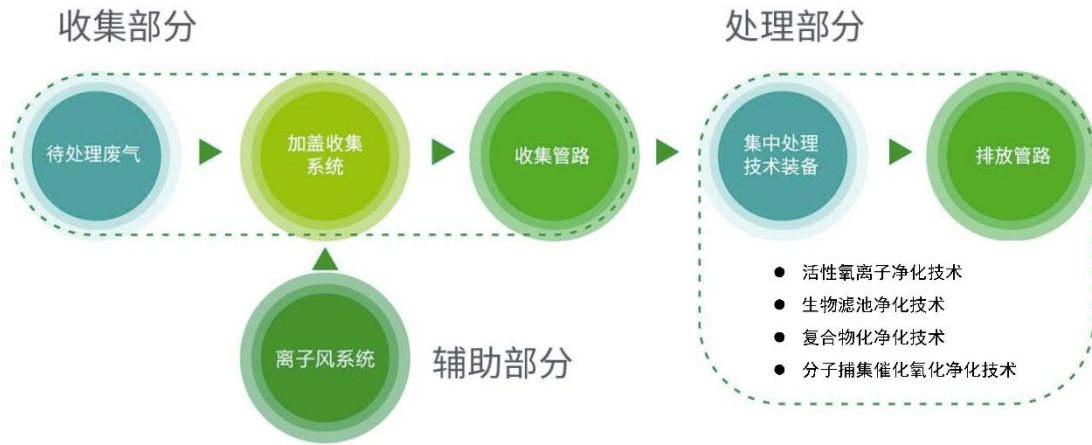 收集部分
处理部分
待处理废气
加盖收集
系统
收集管路
集中处理
技术装备
排放管路
活性氧离子净化技术
生物滤池净化技术
复合物化净化技术
分子捕集催化氧化净化技术
离子风系统
辅助部分